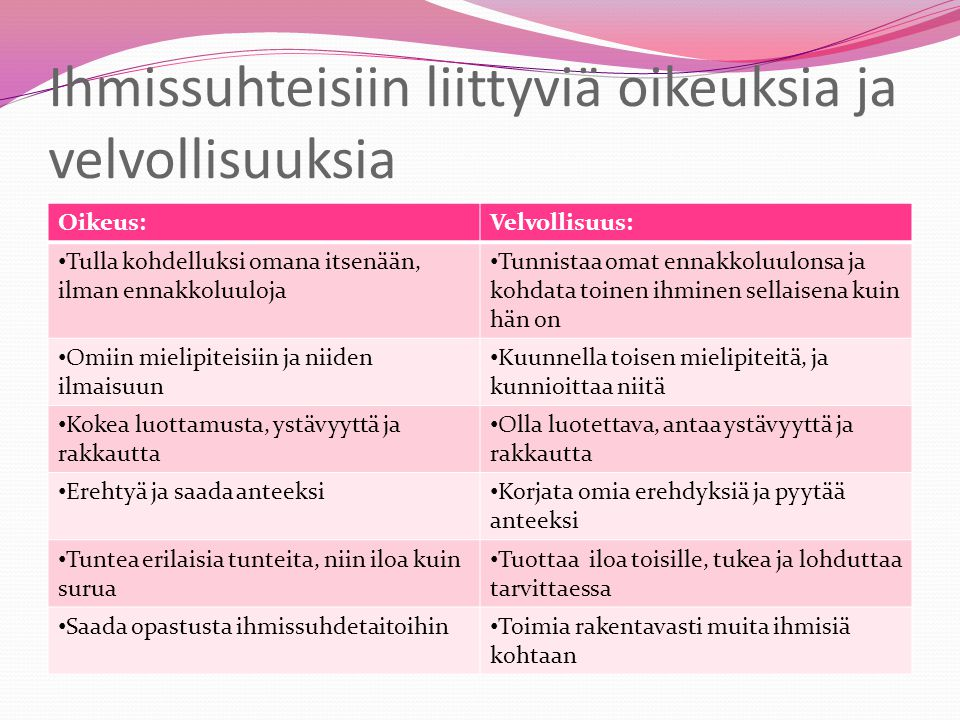 Ihmissuhteisiin liittyviä oikeuksia ja
velvollisuuksia
Oikeus:
Velvollisuus:
•Tulla kohdelluksi omana itsenään,
ilman ennakkoluuloja
•Tunnistaa omat ennakkoluulonsa ja
kohdata toinen ihminen sellaisena kuin
hän on
•Omiin mielipiteisiin ja niiden
ilmaisuun
•Kuunnella toisen mielipiteitä, ja
kunnioittaa niitä
•Kokea luottamusta, ystävyyttä ja
rakkautta
•Olla luotettava, antaa ystävyyttä ja
rakkautta
•Erehtyä ja saada anteeksi
•Korjata omia erehdyksiä ja pyytää
anteeksi
•Tuntea erilaisia tunteita, niin iloa kuin
surua
•Tuottaa iloa toisille, tukea ja lohduttaa
tarvittaessa
•Saada opastusta ihmissuhdetaitoihin
•Toimia rakentavasti muita ihmisiä
kohtaan